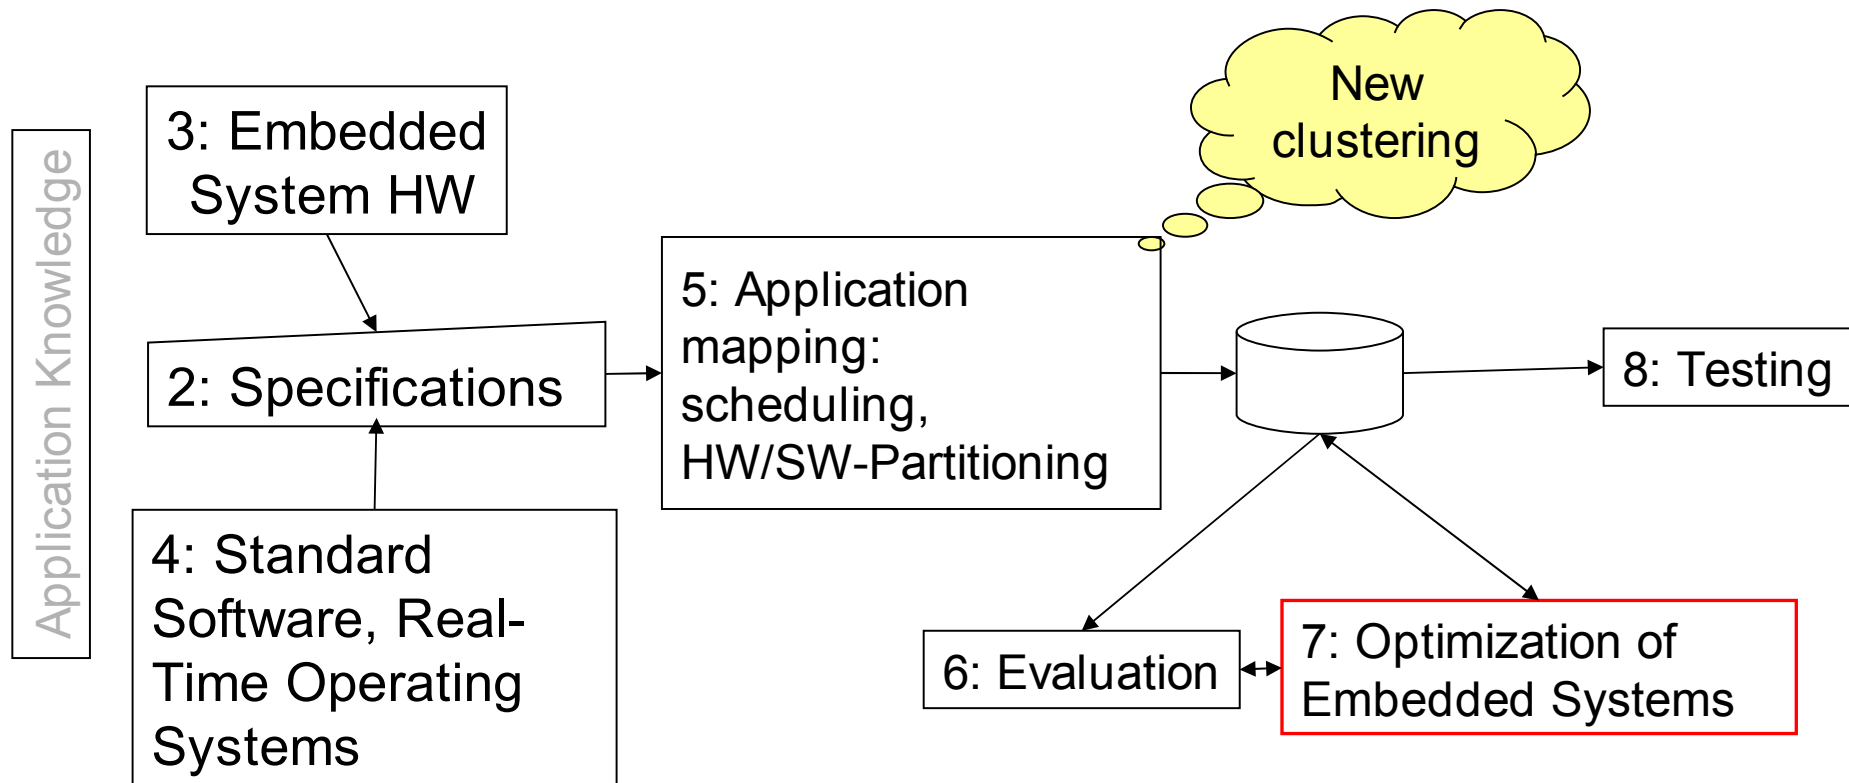 Application Knowledge
3: Embedded
System HW
2: Specifications
4: Standard
Software, Real-
Time Operating
Systems
5: Application
mapping:
scheduling,
HW/SW-Partitioning
New
clustering
8: Testing
6: Evaluation
7: Optimization of
Embedded Systems